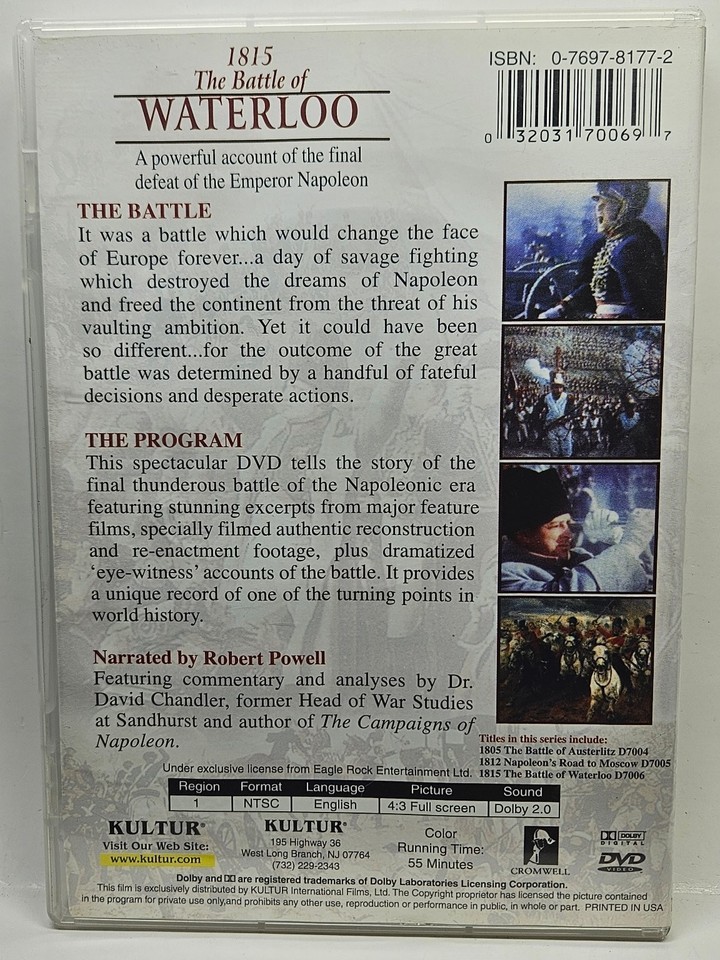 1815
The Battle of
WATERLOO
A powerful account of the final
defeat of the Emperor Napoleon
ISBN: 0-7697-8177-2
0 32031 70069 7
THE BATTLE
It was a battle which would change the face
of Europe forever...a day of savage fighting
which destroyed the dreams of Napoleon
and freed the continent from the threat of his
vaulting ambition. Yet it could have been
so different...for the outcome of the great
battle was determined by a handful of fateful
decisions and desperate actions.
THE PROGRAM
This spectacular DVD tells the story of the
final thunderous battle of the Napoleonic era
featuring stunning excerpts from major feature
films, specially filmed authentic reconstruction
and re-enactment footage, plus dramatized
‘eye-witness’ accounts of the battle. It provides
a unique record of one of the turning points in
world history.
Narrated by Robert Powell
Featuring commentary and analyses by Dr.
David Chandler, former Head of War Studies
at Sandhurst and author of The Campaigns of
Napoleon.
Titles in this series include:
1805 The Battle of Austerlitz D7004
1812 Napoleon's Road to Moscow D7005
1815 The Battle of Waterloo D7006
Under exclusive license from Eagle Rock Entertainment Ltd.
Region Format Language Picture Sound
1 NTSC English 4:3 Full screen Dolby 2.0
KULTUR®
Visit Our Web Site:
www.kultur.com
KULTUR®
195 Highway 36
West Long Branch, NJ 07764
(732) 229-2343
Color
Running Time:
55 Minutes
CROMWELL
DOLBY
DIGITAL
DVD
VIDEO
Dolby and DD are registered trademarks of Dolby Laboratories Licensing Corporation.
This film is exclusively distributed by KULTUR International Films, Ltd. The Copyright proprietor has licensed the picture contained
in the program for private use only,and prohibits any other use, reproduction or performance in public, in whole or part. PRINTED IN USA